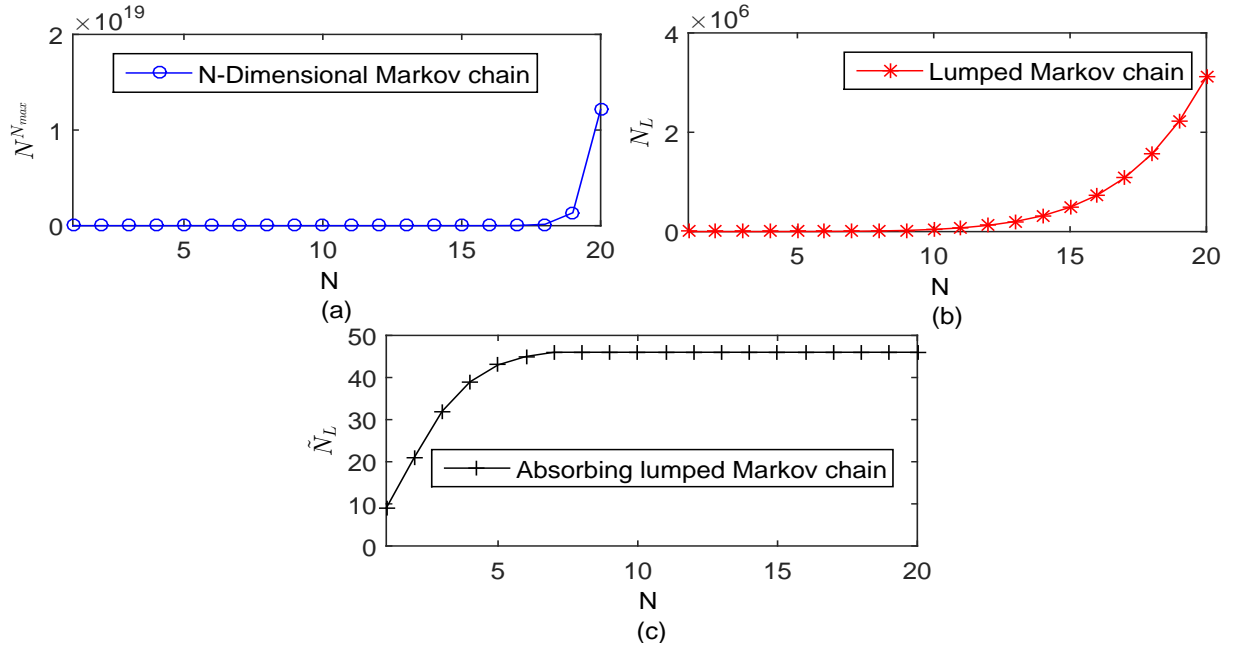 ×10^19
2
1
0
N^{N_{max}}
N-Dimensional Markov chain
5
10
15
20
N
(a)
×10^6
4
2
0
N_L
Lumped Markov chain
5
10
15
20
N
(b)
50
40
30
20
10
0
Ñ_L
Absorbing lumped Markov chain
5
10
15
20
N
(c)